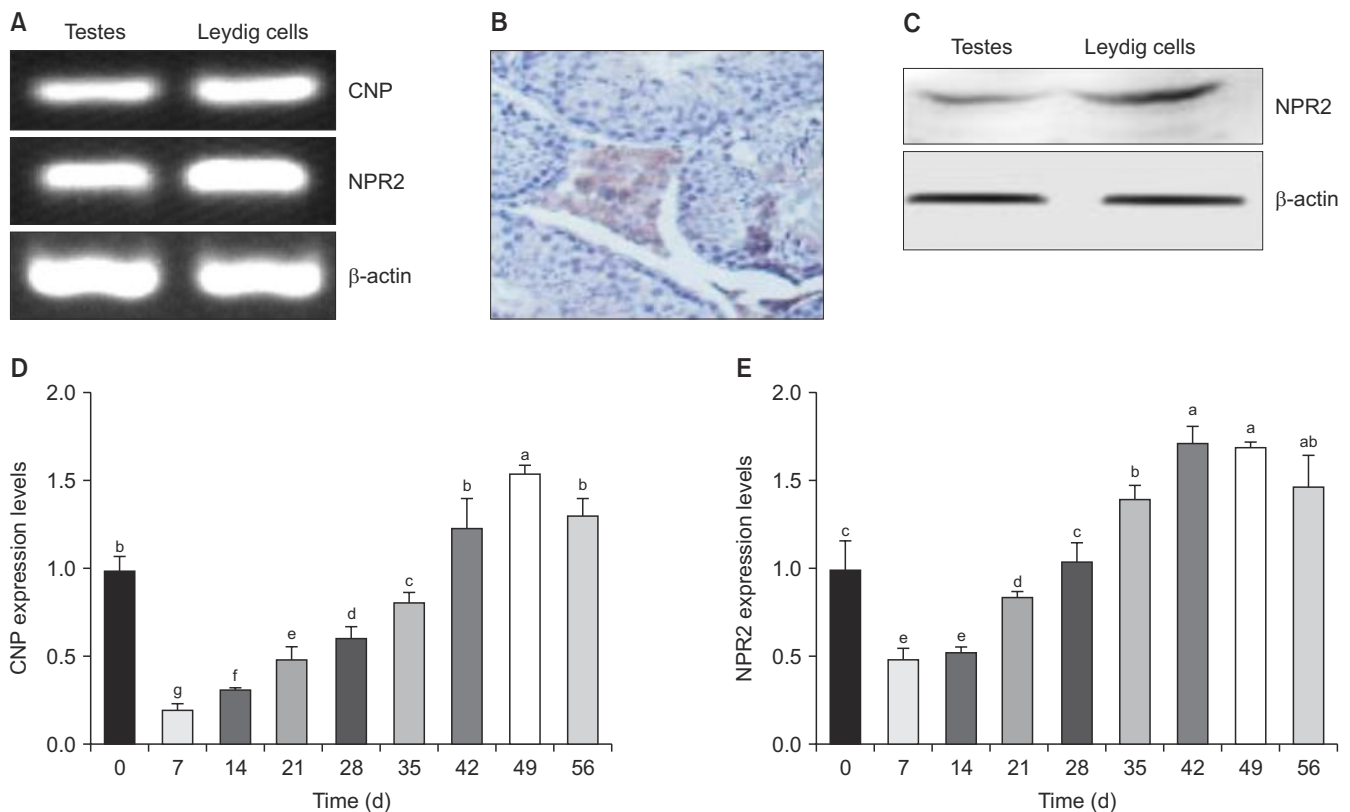 A
Testes Leydig cells
CNP
NPR2
β-actin
B
C
Testes Leydig cells
NPR2
β-actin
D
CNP expression levels
2.0
1.5
1.0
0.5
0.0
b
g
f
e
d
c
b
a
b
0 7 14 21 28 35 42 49 56
Time (d)
E
NPR2 expression levels
2.0
1.5
1.0
0.5
0.0
c
e
e
d
c
b
a
a
ab
0 7 14 21 28 35 42 49 56
Time (d)